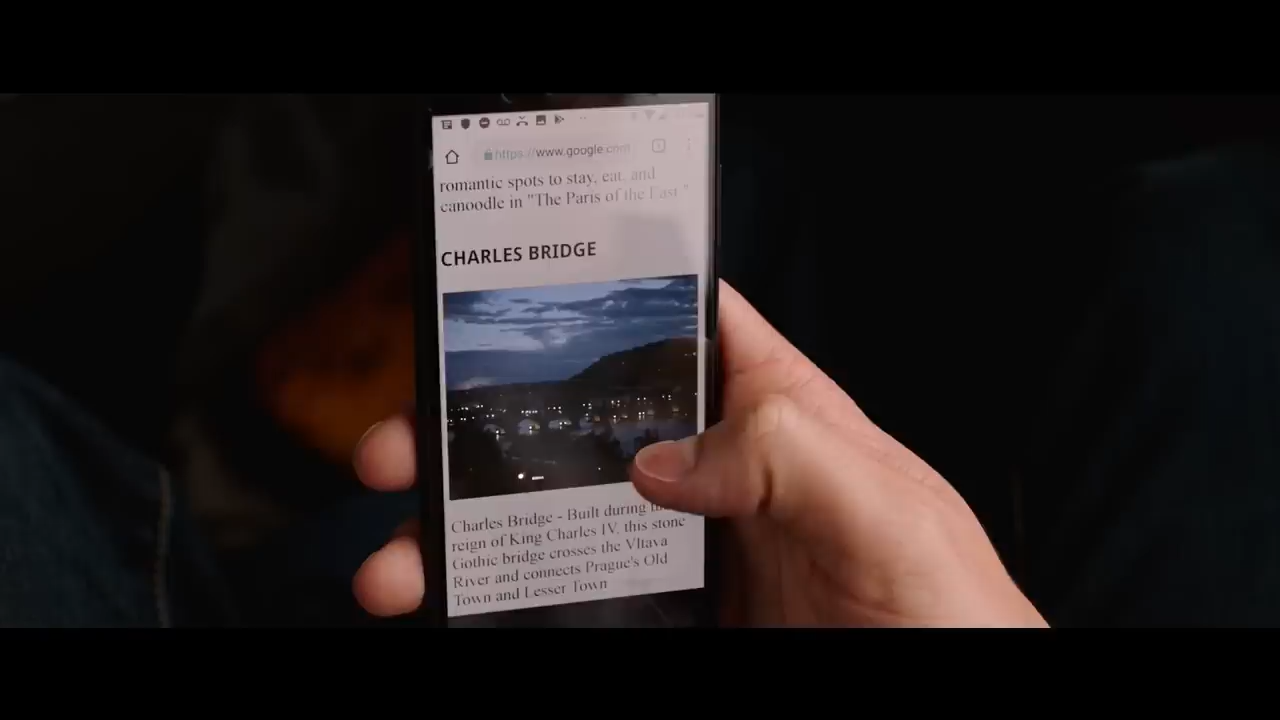 https://www.google.com
romantic spots to stay, eat, and
canoodle in "The Paris of the East."
CHARLES BRIDGE
Charles Bridge - Built during
reign of King Charles IV, this stone
Gothic bridge crosses the Vltava
River and connects Prague's Old
Town and Lesser Town